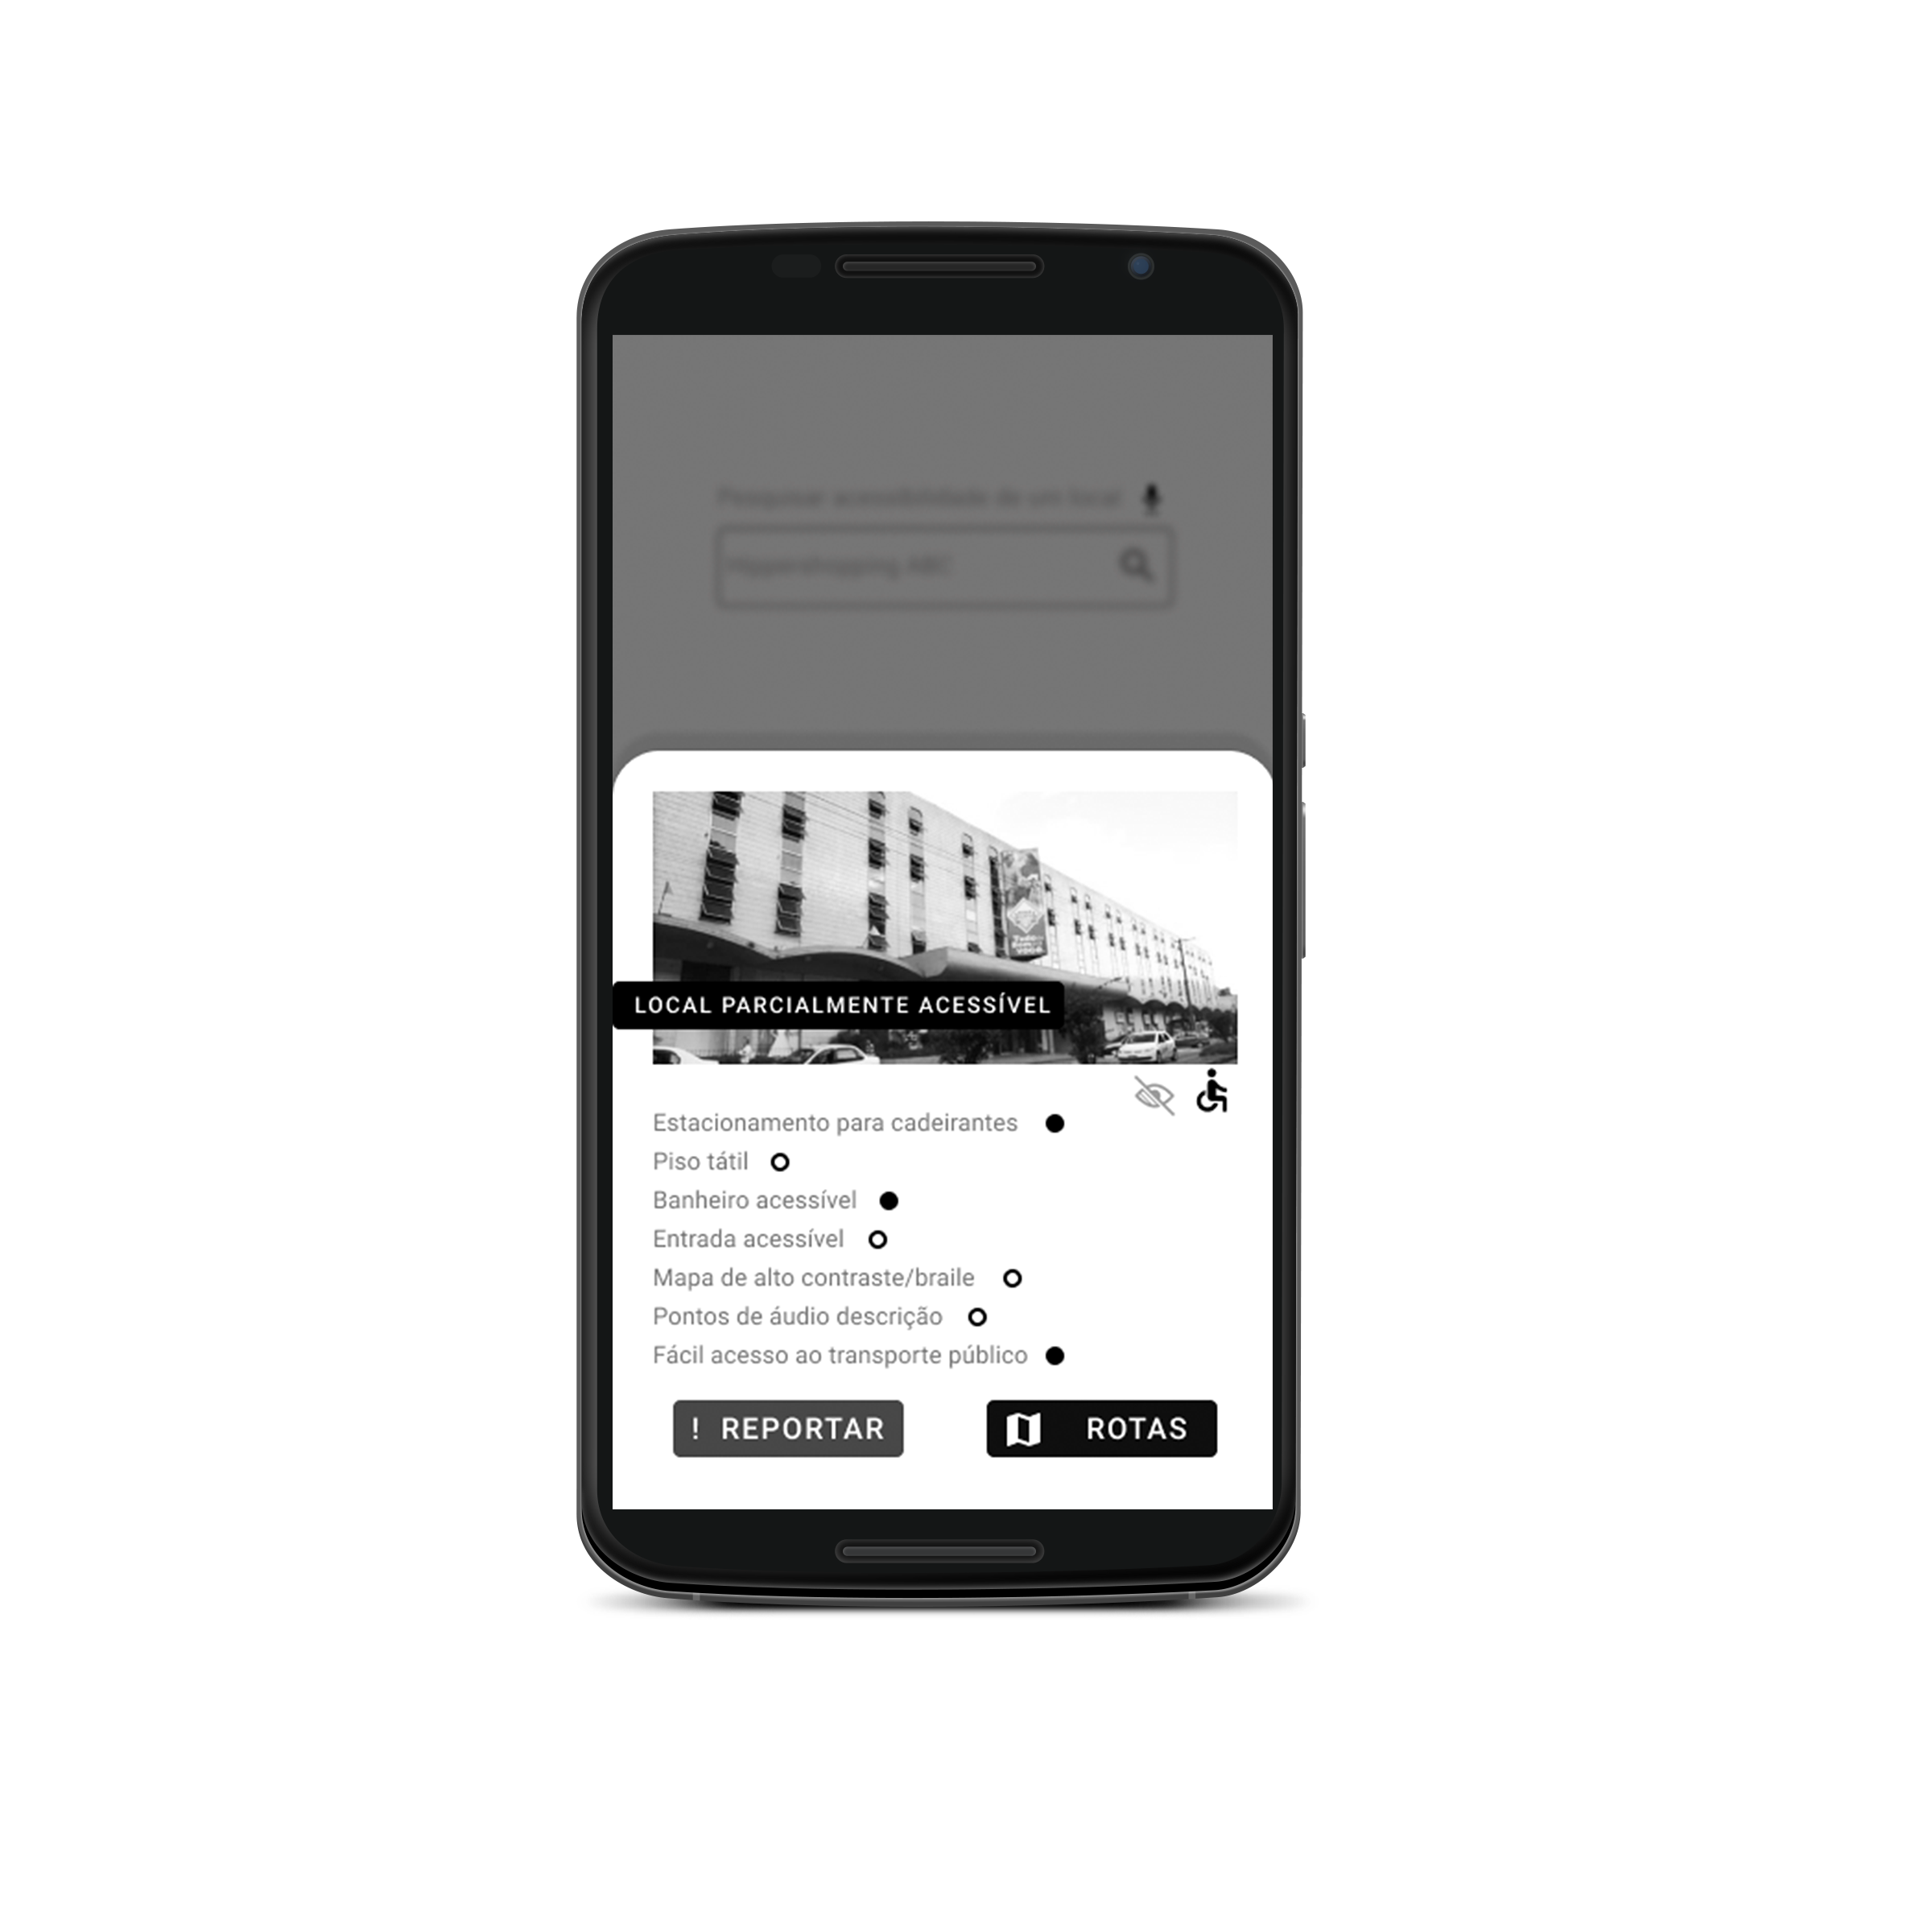 Pesquisar acessibilidade de um local
Hippershopping ABC
LOCAL PARCIALMENTE ACESSÍVEL
Estacionamento para cadeirantes
Piso tátil
Banheiro acessível
Entrada acessível
Mapa de alto contraste/braile
Pontos de áudio descrição
Fácil acesso ao transporte público
! REPORTAR
ROTAS